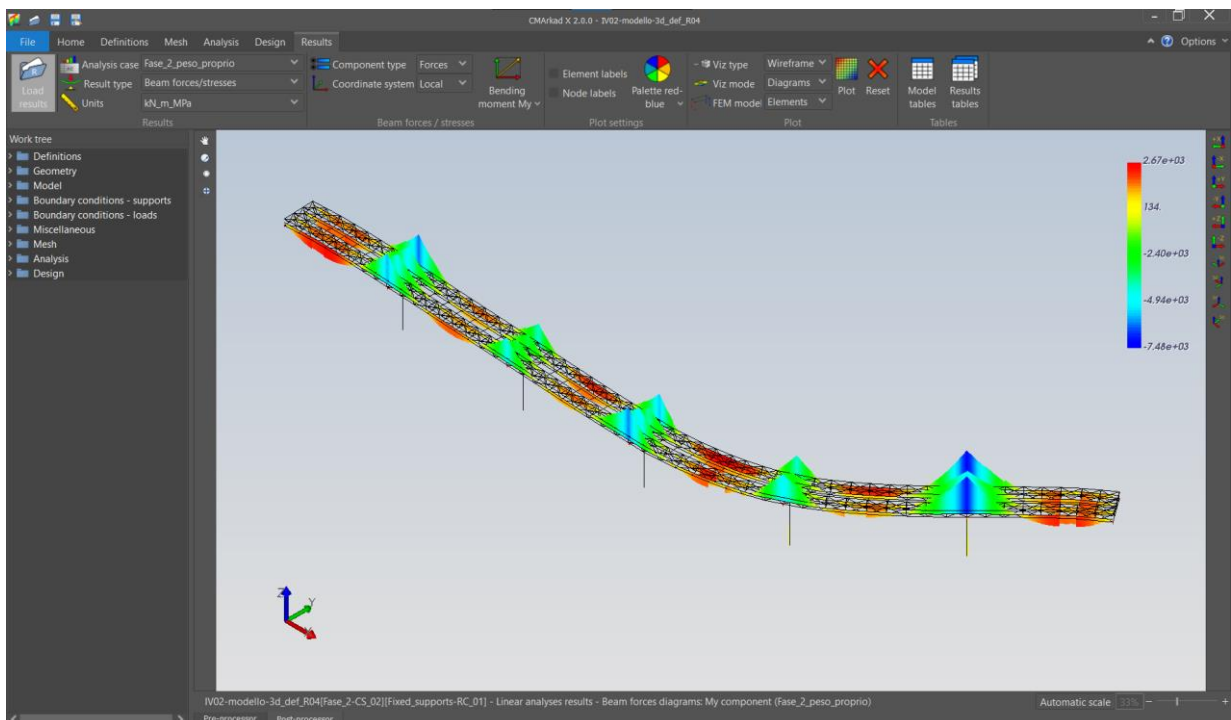 CMArkad X 2.0.0 - IV02-modello-3d_def_R04
File Home Definitions Mesh Analysis Design Results Options
Load results
Analysis case Fase_2_peso_proprio
Result type Beam forces/stresses
Units kN_m_MPa
Results
Component type Forces
Coordinate system Local
Bending moment My
Beam forces / stresses
Element labels
Node labels
Palette red-blue
Plot settings
Viz type Wireframe
Viz mode Diagrams
FEM model Elements
Plot Reset
Plot
Model tables
Results tables
Tables
Work tree
Definitions
Geometry
Model
Boundary conditions - supports
Boundary conditions - loads
Miscellaneous
Mesh
Analysis
Design
2.67e+03
134.
-2.40e+03
-4.94e+03
-7.48e+03
Z
Y
IV02-modello-3d_def_R04[Fase_2-CS_02][Fixed_supports-RC_01] - Linear analyses results - Beam forces diagrams: My component (Fase_2_peso_proprio)
Automatic scale 33%
Pre-processor Post-processor